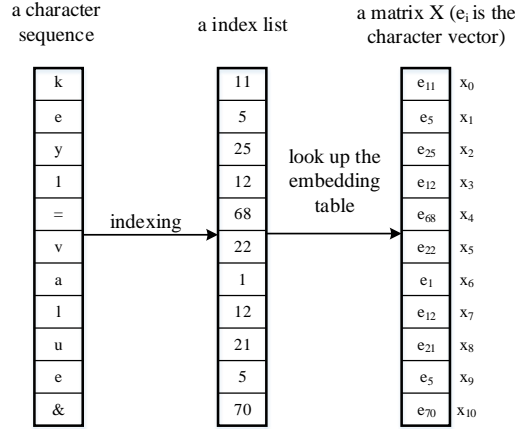 a character
sequence
a index list
a matrix X (eᵢ is the
character vector)
k 11 e₁₁ x₀
e 5 e₅ x₁
y 25 e₂₅ x₂
l 12 e₁₂ x₃
= 68 e₆₈ x₄
v 22 e₂₂ x₅
a 1 e₁ x₆
l 12 e₁₂ x₇
u 21 e₂₁ x₈
e 5 e₅ x₉
& 70 e₇₀ x₁₀
indexing
look up the
embedding
table